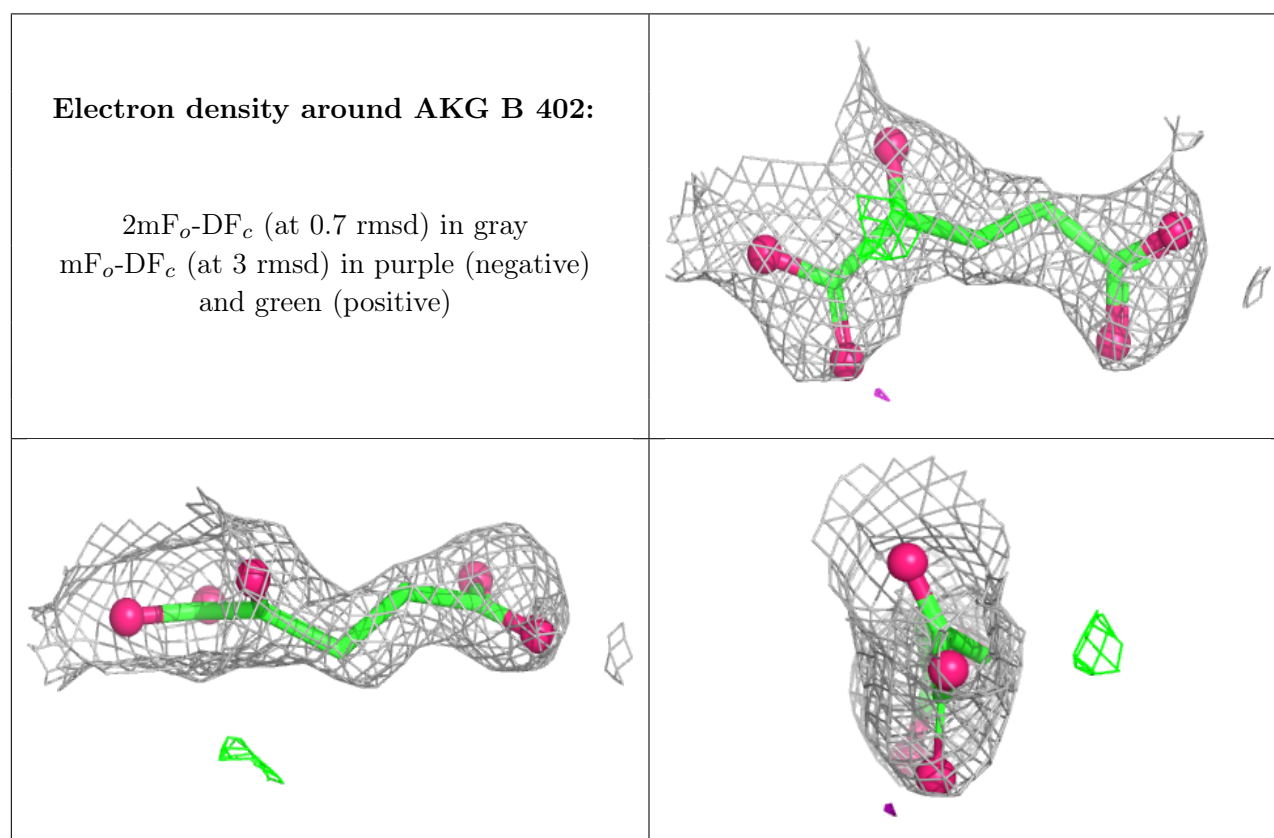 Electron density around AKG B 402:
2mFo-DFc (at 0.7 rmsd) in gray
mFo-DFc (at 3 rmsd) in purple (negative)
and green (positive)